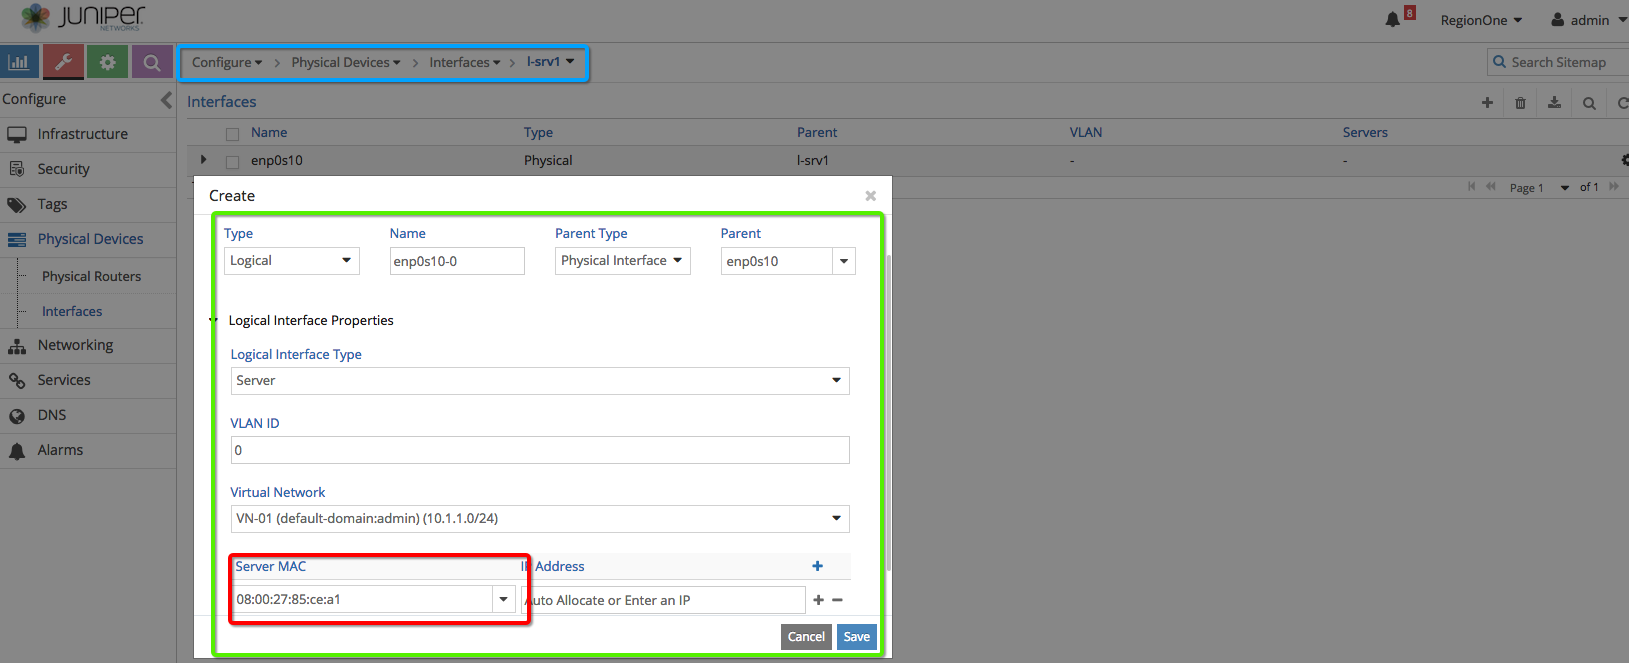 JUNIPER
NETWORKS
8
RegionOne
admin
Configure > Physical Devices > Interfaces > l-srv1
Search Sitemap
Configure
Infrastructure
Security
Tags
Physical Devices
Physical Routers
Interfaces
Networking
Services
DNS
Alarms
Interfaces
Name Type Parent VLAN Servers
enp0s10 Physical l-srv1 - -
Page 1 of 1
Create
Type Name Parent Type Parent
Logical enp0s10-0 Physical Interface enp0s10
Logical Interface Properties
Logical Interface Type
Server
VLAN ID
0
Virtual Network
VN-01 (default-domain:admin) (10.1.1.0/24)
Server MAC IP Address
08:00:27:85:ce:a1 Auto Allocate or Enter an IP
Cancel Save